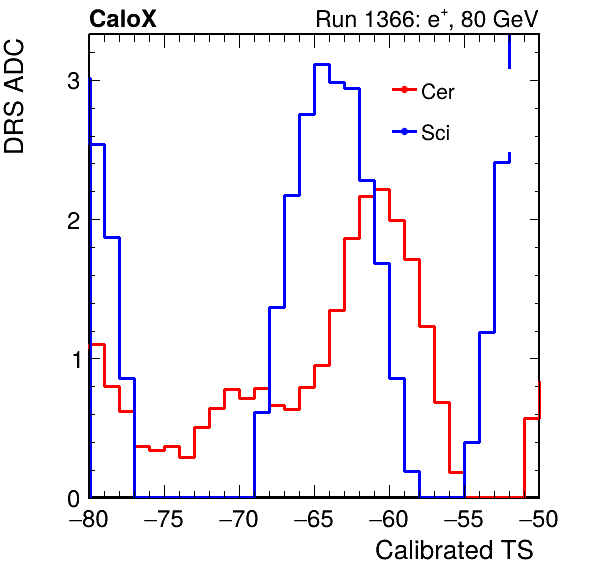 CaloX Run 1366: e⁺, 80 GeV
DRS ADC
Cer
Sci
3
2
1
0
−80 −75 −70 −65 −60 −55 −50
Calibrated TS